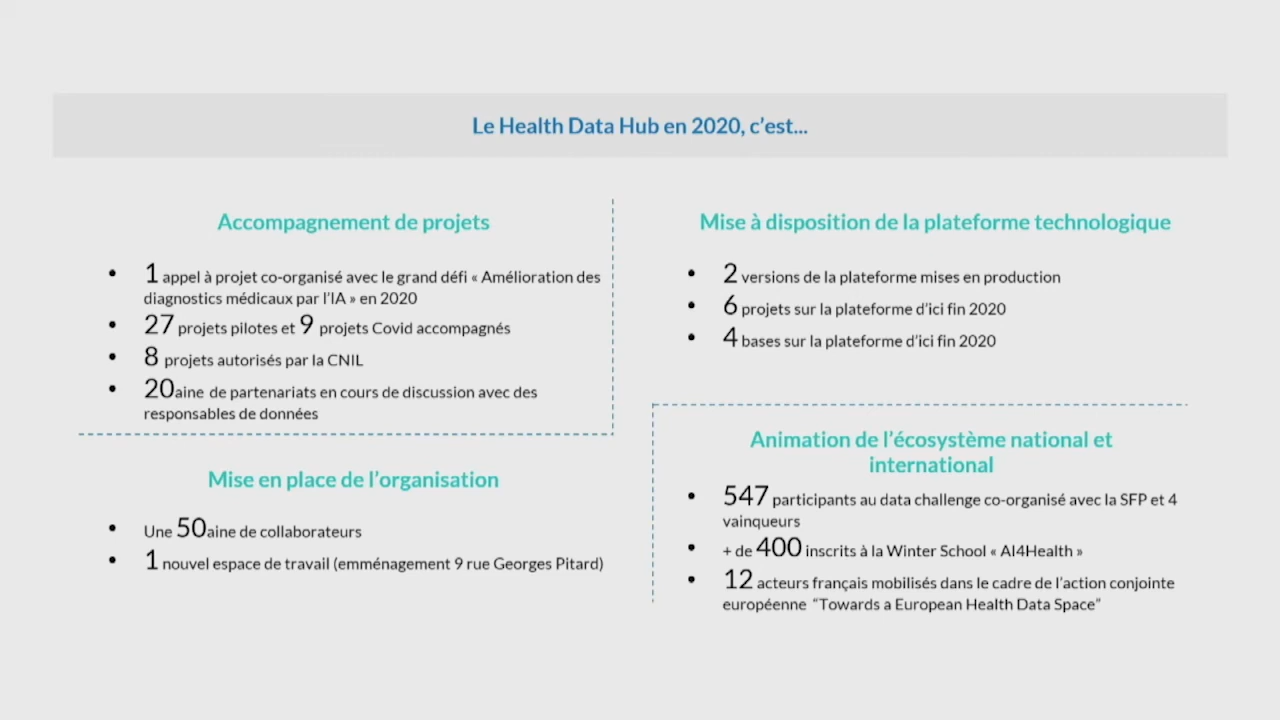 Le Health Data Hub en 2020, c’est...
Accompagnement de projets
• 1 appel à projet co-organisé avec le grand défi « Amélioration des
diagnostics médicaux par l’IA » en 2020
• 27 projets pilotes et 9 projets Covid accompagnés
• 8 projets autorisés par la CNIL
• 20aine de partenariats en cours de discussion avec des
responsables de données
Mise à disposition de la plateforme technologique
• 2 versions de la plateforme mises en production
• 6 projets sur la plateforme d’ici fin 2020
• 4 bases sur la plateforme d’ici fin 2020
Mise en place de l’organisation
• Une 50aine de collaborateurs
• 1 nouvel espace de travail (emménagement 9 rue Georges Pitard)
Animation de l’écosystème national et
international
• 547 participants au data challenge co-organisé avec la SFP et 4
vainqueurs
• + de 400 inscrits à la Winter School « AI4Health »
• 12 acteurs français mobilisés dans le cadre de l’action conjointe
européenne “Towards a European Health Data Space”